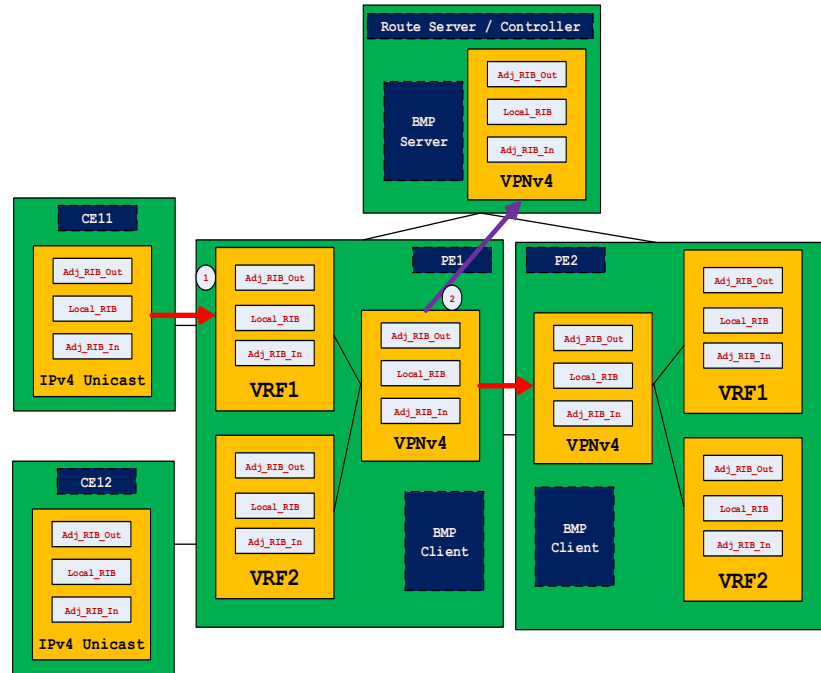 Route Server / Controller
Adj_RIB_Out
Local_RIB
Adj_RIB_In
VPNv4
BMP
Server
CE11
Adj_RIB_Out
Local_RIB
Adj_RIB_In
IPv4 Unicast
1
PE1
Adj_RIB_Out
Local_RIB
Adj_RIB_In
VRF1
2
Adj_RIB_Out
Local_RIB
Adj_RIB_In
VPNv4
Adj_RIB_Out
Local_RIB
Adj_RIB_In
VRF2
BMP
Client
PE2
Adj_RIB_Out
Local_RIB
Adj_RIB_In
VPNv4
Adj_RIB_Out
Local_RIB
Adj_RIB_In
VRF1
BMP
Client
Adj_RIB_Out
Local_RIB
Adj_RIB_In
VRF2
CE12
Adj_RIB_Out
Local_RIB
Adj_RIB_In
IPv4 Unicast